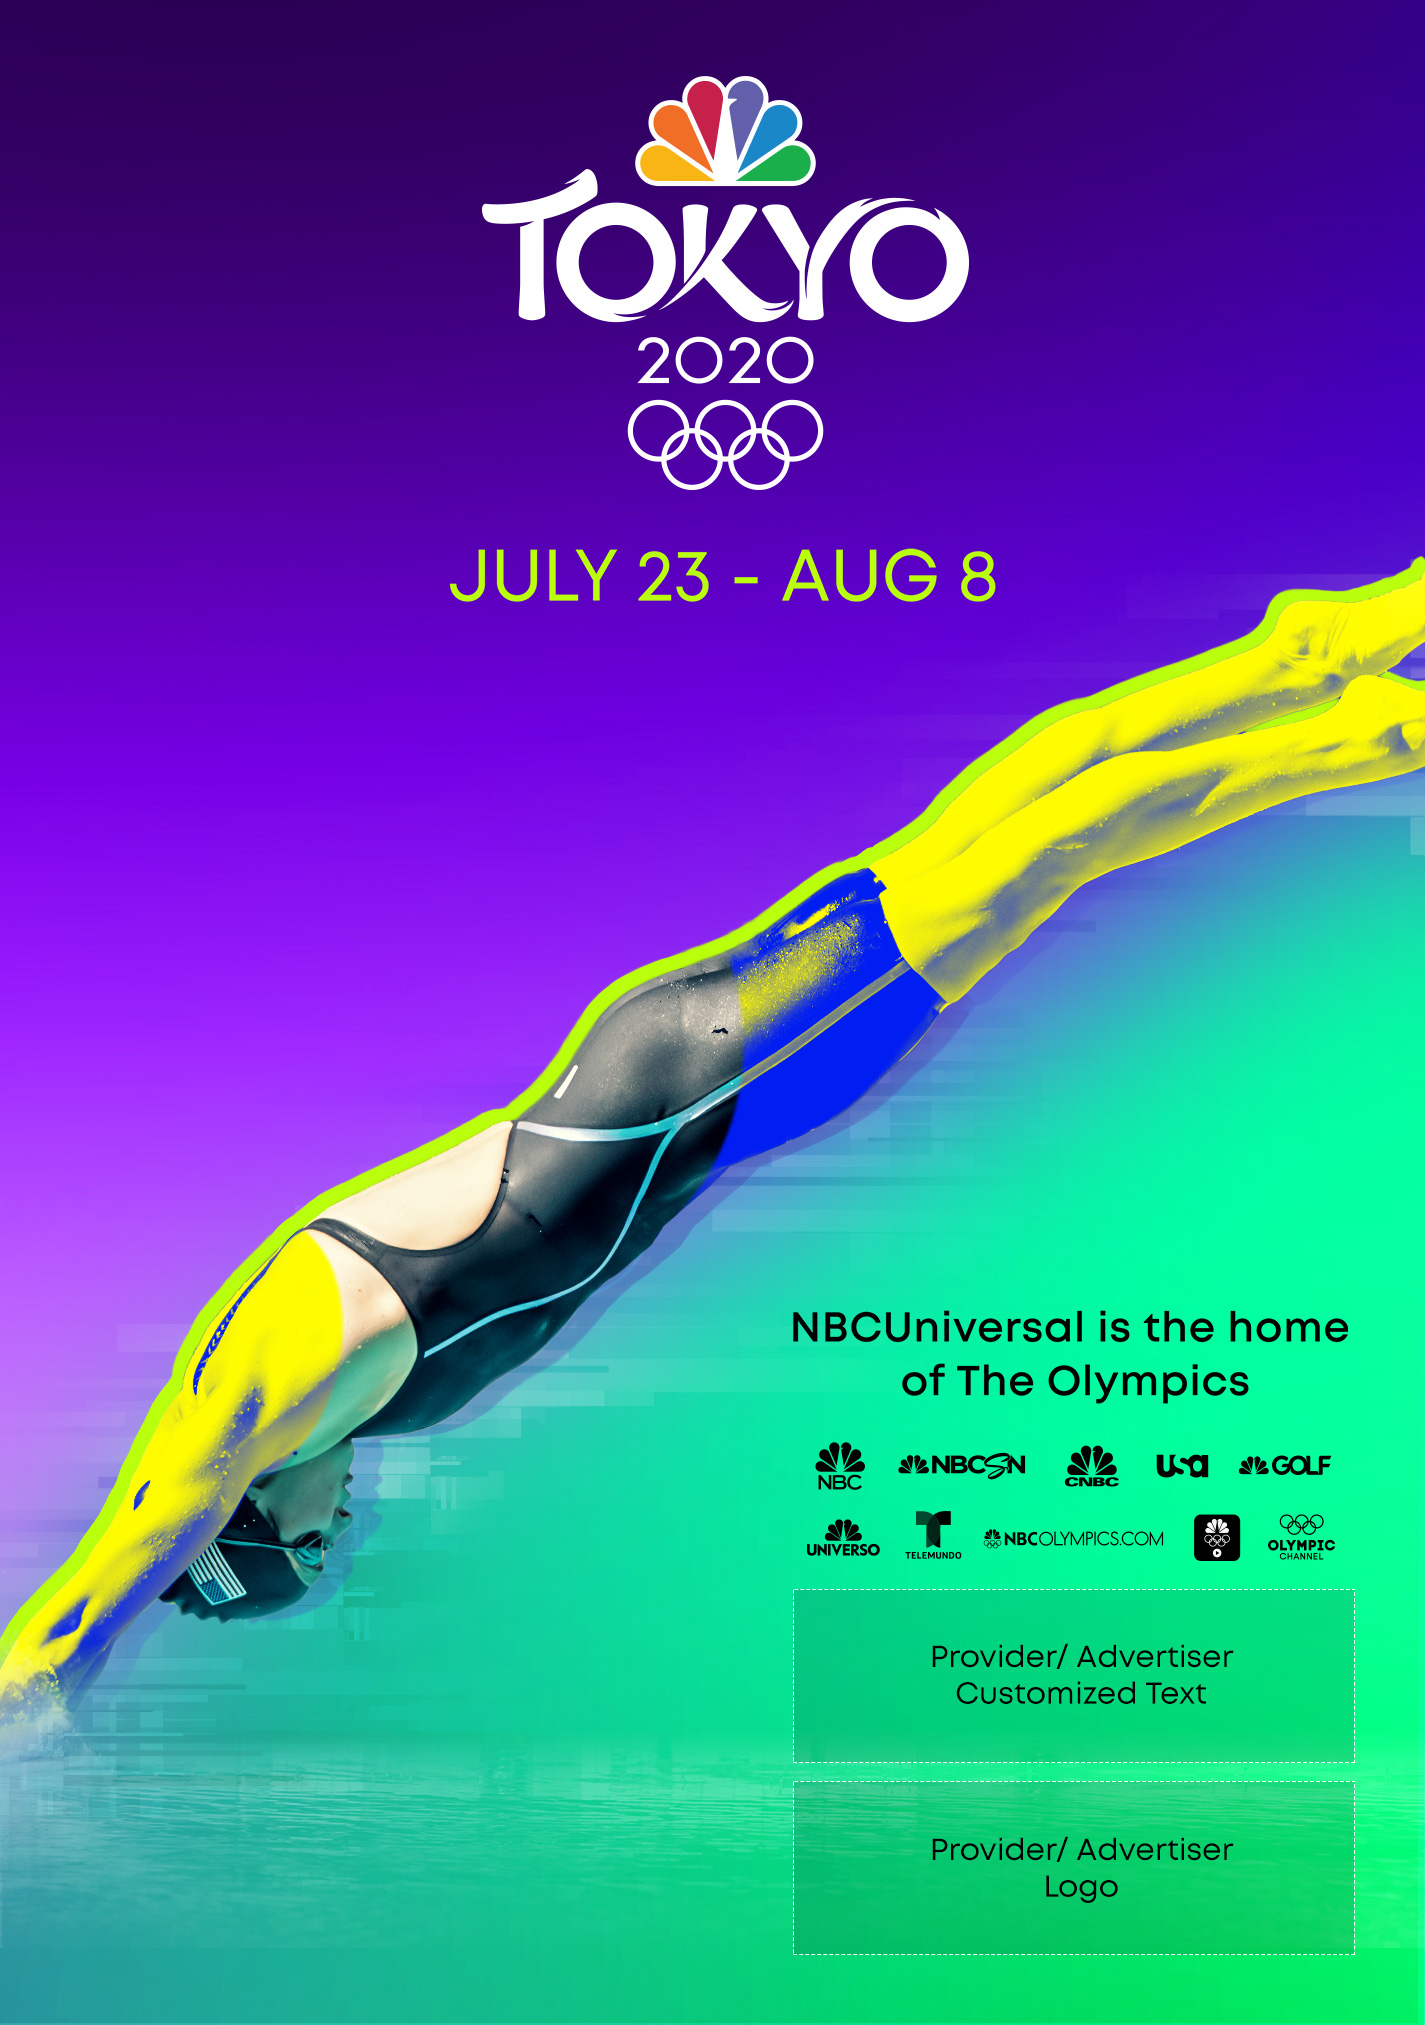 TOKYO
2020
JULY 23 - AUG 8
NBCUniversal is the home
of The Olympics
NBC
NBCSN
CNBC
USA
GOLF
UNIVERSO
TELEMUNDO
NBCOLYMPICS.COM
OLYMPIC
CHANNEL
Provider/ Advertiser
Customized Text
Provider/ Advertiser
Logo